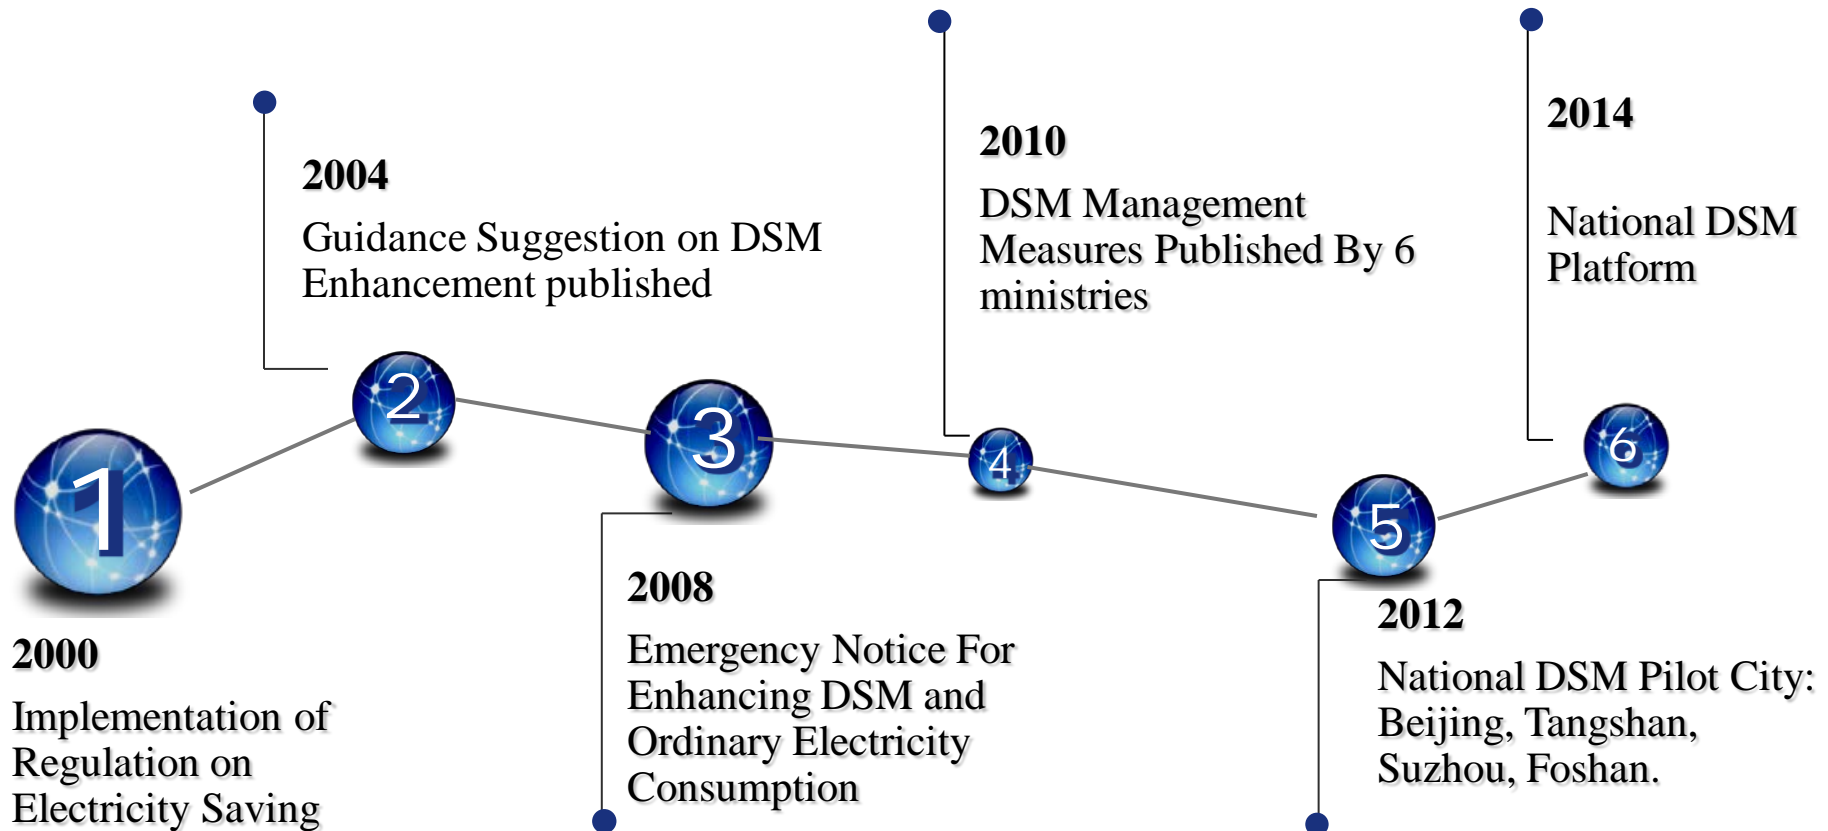 1
2000
Implementation of
Regulation on
Electricity Saving
2
2004
Guidance Suggestion on DSM
Enhancement published
3
2008
Emergency Notice For
Enhancing DSM and
Ordinary Electricity
Consumption
4
2010
DSM Management
Measures Published By 6
ministries
5
2012
National DSM Pilot City:
Beijing, Tangshan,
Suzhou, Foshan.
6
2014
National DSM
Platform